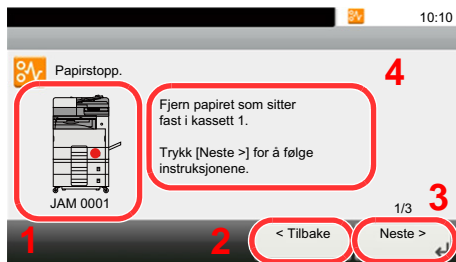 10:10
Papirstopp.
4
Fjern papiret som sitter
fast i kassett 1.
Trykk [Neste >] for å følge
instruksjonene.
JAM 0001
1/3
3
1
2
< Tilbake
Neste >